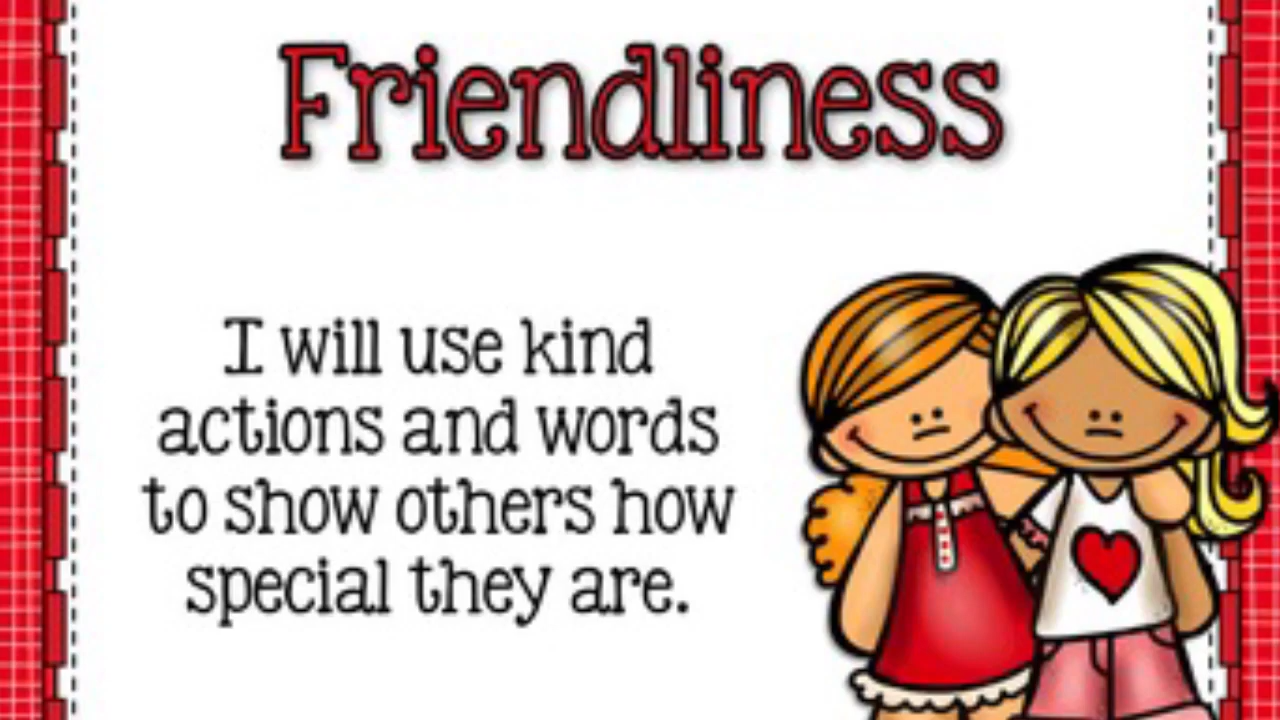 Friendliness
I will use kind
actions and words
to show others how
special they are.